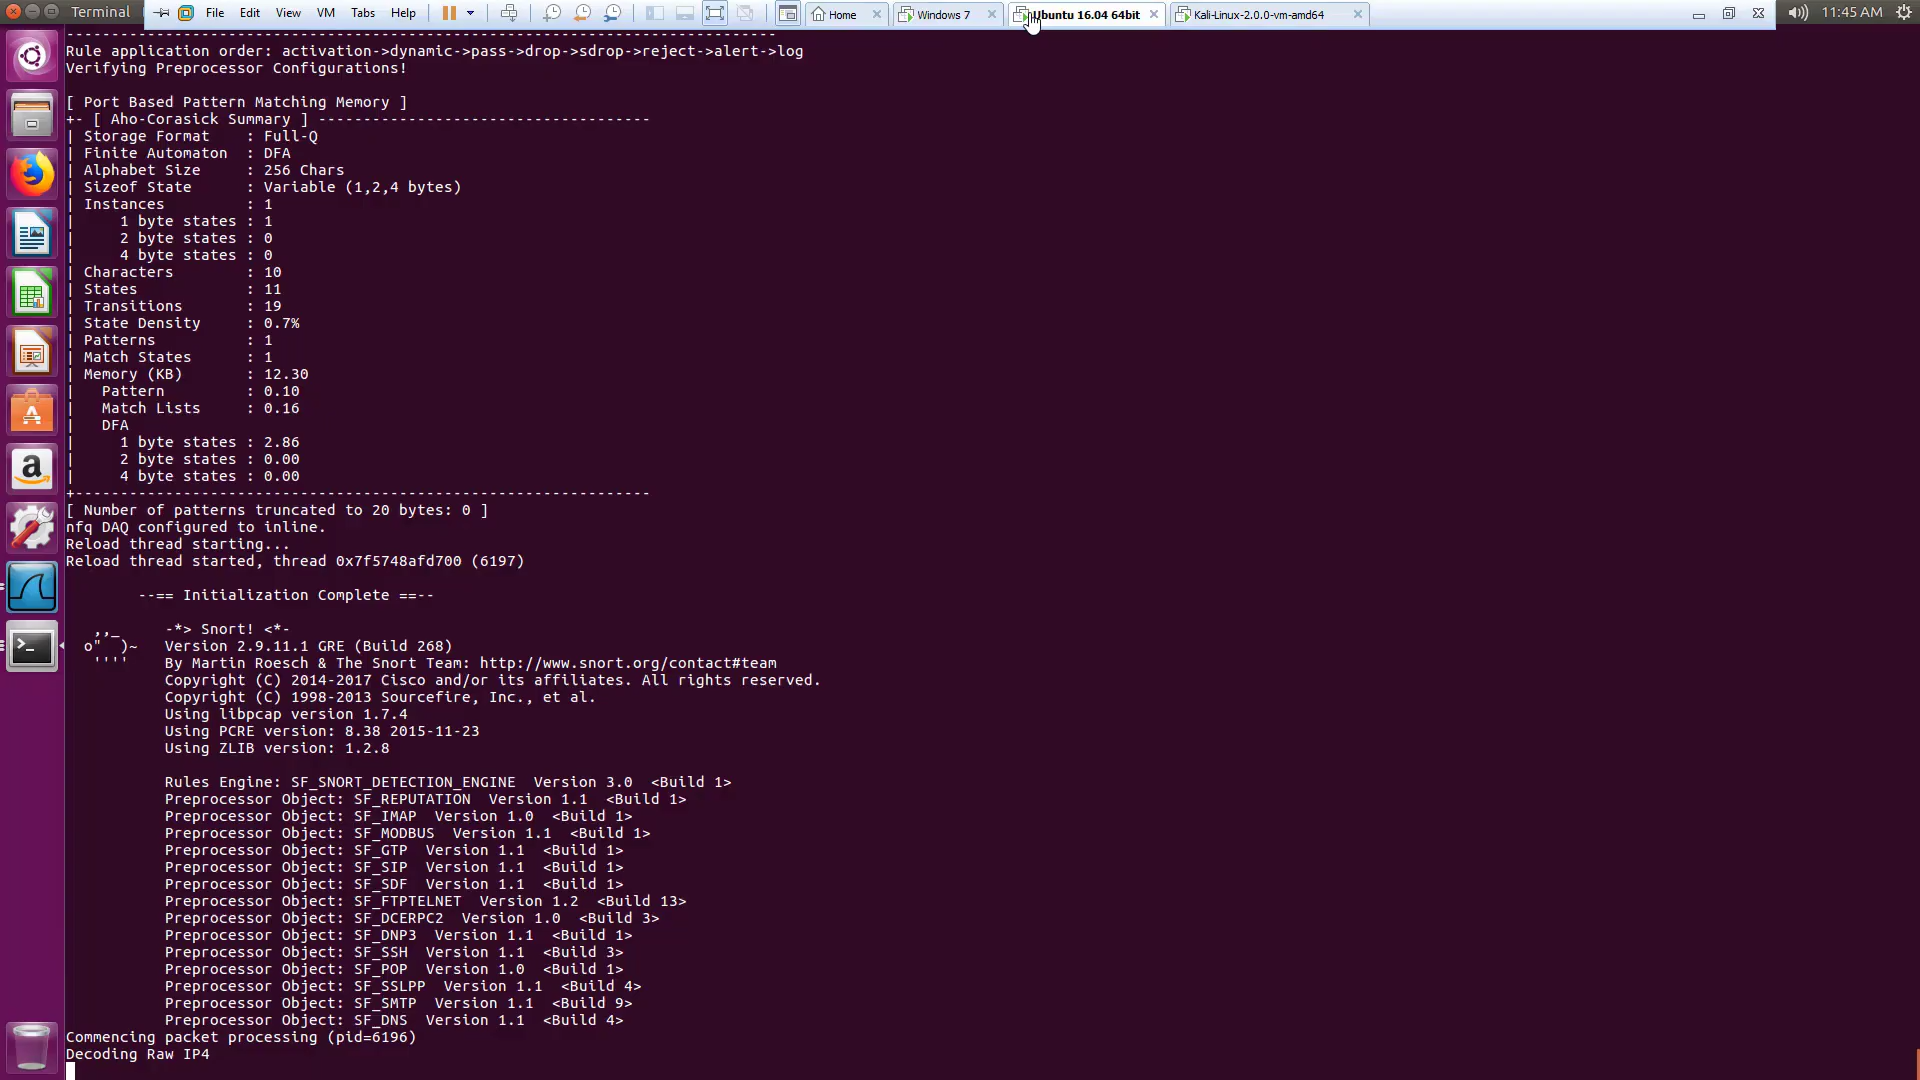 Terminal
File Edit View VM Tabs Help
Home
Windows 7
Ubuntu 16.04 64bit
Kali-Linux-2.0.0-vm-amd64
11:45 AM
-------------------------------------------------------------------------------
Rule application order: activation->dynamic->pass->drop->sdrop->reject->alert->log
Verifying Preprocessor Configurations!
[ Port Based Pattern Matching Memory ]
+- [ Aho-Corasick Summary ] -------------------------------------
| Storage Format    : Full-Q
| Finite Automaton  : DFA
| Alphabet Size     : 256 Chars
| Sizeof State      : Variable (1,2,4 bytes)
| Instances         : 1
|     1 byte states : 1
|     2 byte states : 0
|     4 byte states : 0
| Characters        : 10
| States            : 11
| Transitions       : 19
| State Density     : 0.7%
| Patterns          : 1
| Match States      : 1
| Memory (KB)       : 12.30
|   Pattern         : 0.10
|   Match Lists     : 0.16
|   DFA
|     1 byte states : 2.86
|     2 byte states : 0.00
|     4 byte states : 0.00
+----------------------------------------------------------------
[ Number of patterns truncated to 20 bytes: 0 ]
nfq DAQ configured to inline.
Reload thread starting...
Reload thread started, thread 0x7f5748afd700 (6197)
        --== Initialization Complete ==--
   ,,_     -*> Snort! <*-
  o"  )~   Version 2.9.11.1 GRE (Build 268)
   ''''    By Martin Roesch & The Snort Team: http://www.snort.org/contact#team
           Copyright (C) 2014-2017 Cisco and/or its affiliates. All rights reserved.
           Copyright (C) 1998-2013 Sourcefire, Inc., et al.
           Using libpcap version 1.7.4
           Using PCRE version: 8.38 2015-11-23
           Using ZLIB version: 1.2.8
           Rules Engine: SF_SNORT_DETECTION_ENGINE  Version 3.0  <Build 1>
           Preprocessor Object: SF_REPUTATION  Version 1.1  <Build 1>
           Preprocessor Object: SF_IMAP  Version 1.0  <Build 1>
           Preprocessor Object: SF_MODBUS  Version 1.1  <Build 1>
           Preprocessor Object: SF_GTP  Version 1.1  <Build 1>
           Preprocessor Object: SF_SIP  Version 1.1  <Build 1>
           Preprocessor Object: SF_SDF  Version 1.1  <Build 1>
           Preprocessor Object: SF_FTPTELNET  Version 1.2  <Build 13>
           Preprocessor Object: SF_DCERPC2  Version 1.0  <Build 3>
           Preprocessor Object: SF_DNP3  Version 1.1  <Build 1>
           Preprocessor Object: SF_SSH  Version 1.1  <Build 3>
           Preprocessor Object: SF_POP  Version 1.0  <Build 1>
           Preprocessor Object: SF_SSLPP  Version 1.1  <Build 4>
           Preprocessor Object: SF_SMTP  Version 1.1  <Build 9>
           Preprocessor Object: SF_DNS  Version 1.1  <Build 4>
Commencing packet processing (pid=6196)
Decoding Raw IP4